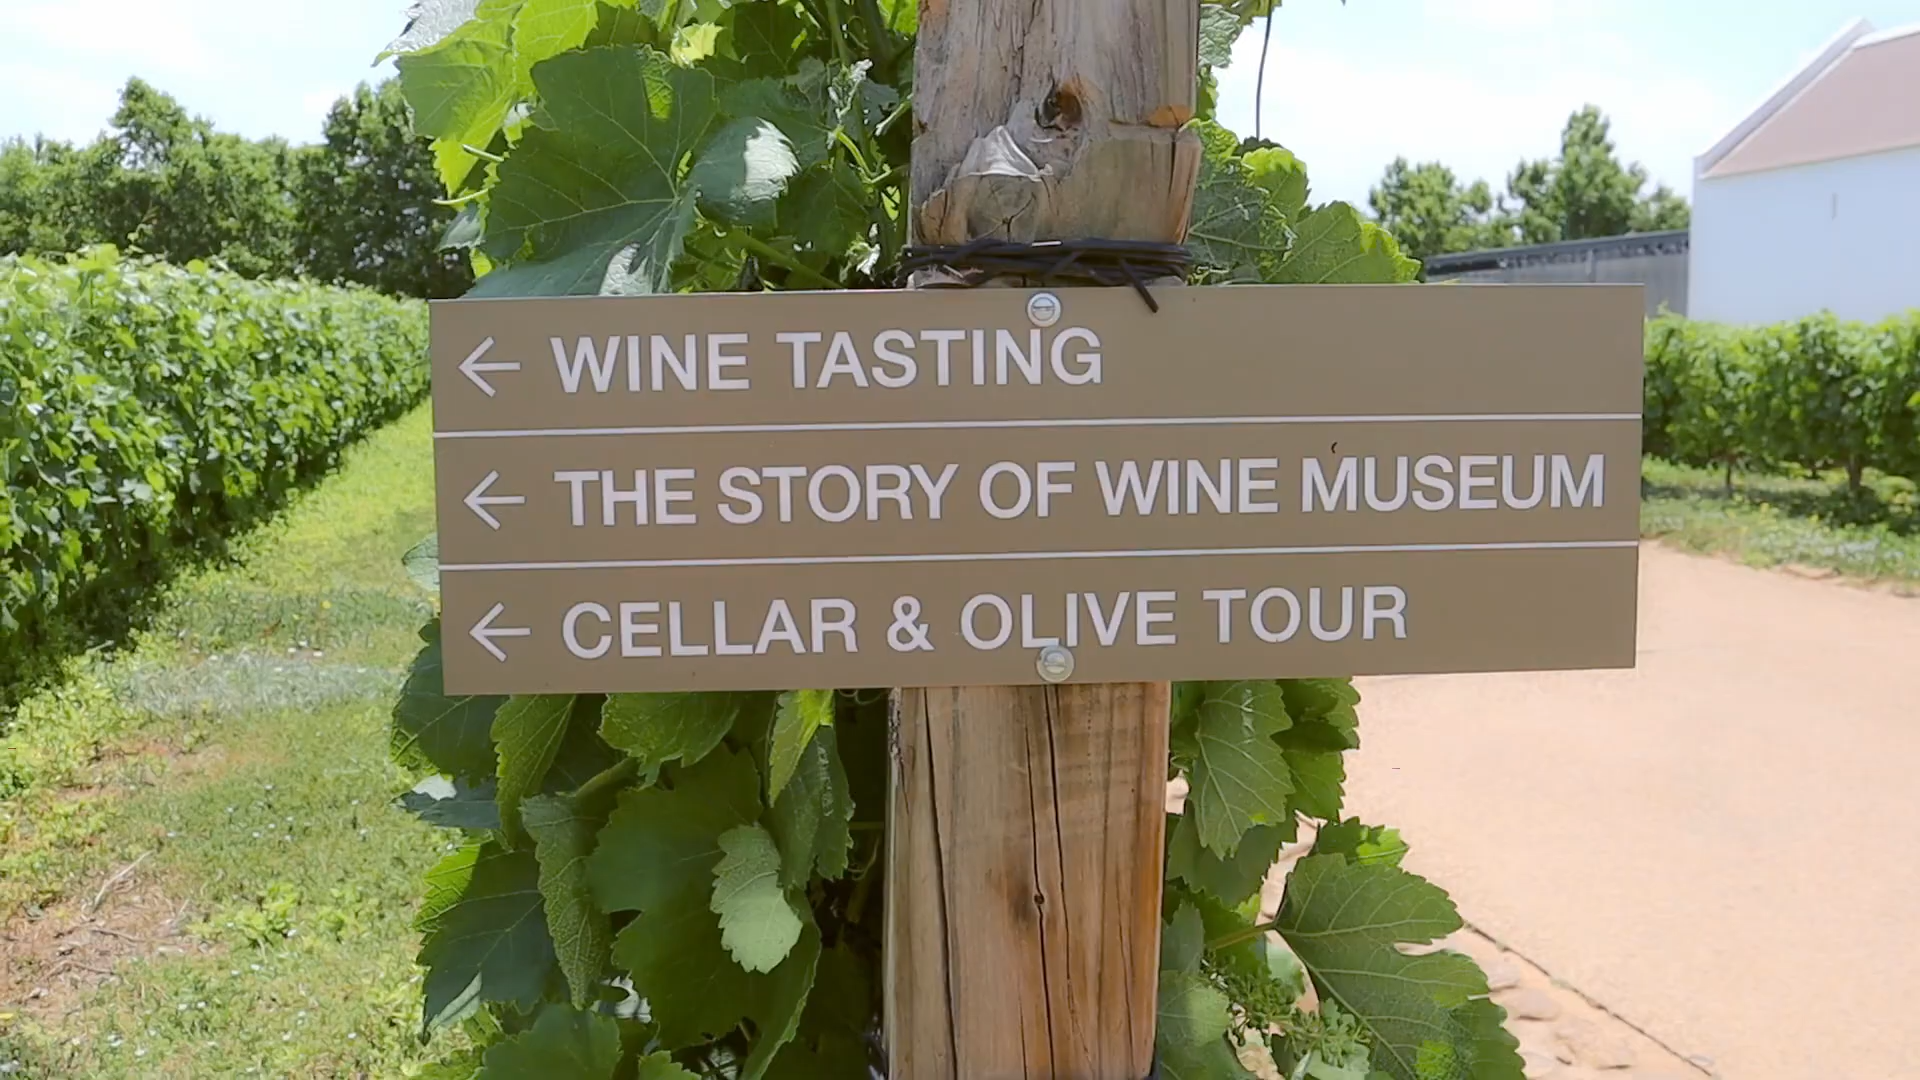 ← WINE TASTING
← THE STORY OF WINE MUSEUM
← CELLAR & OLIVE TOUR